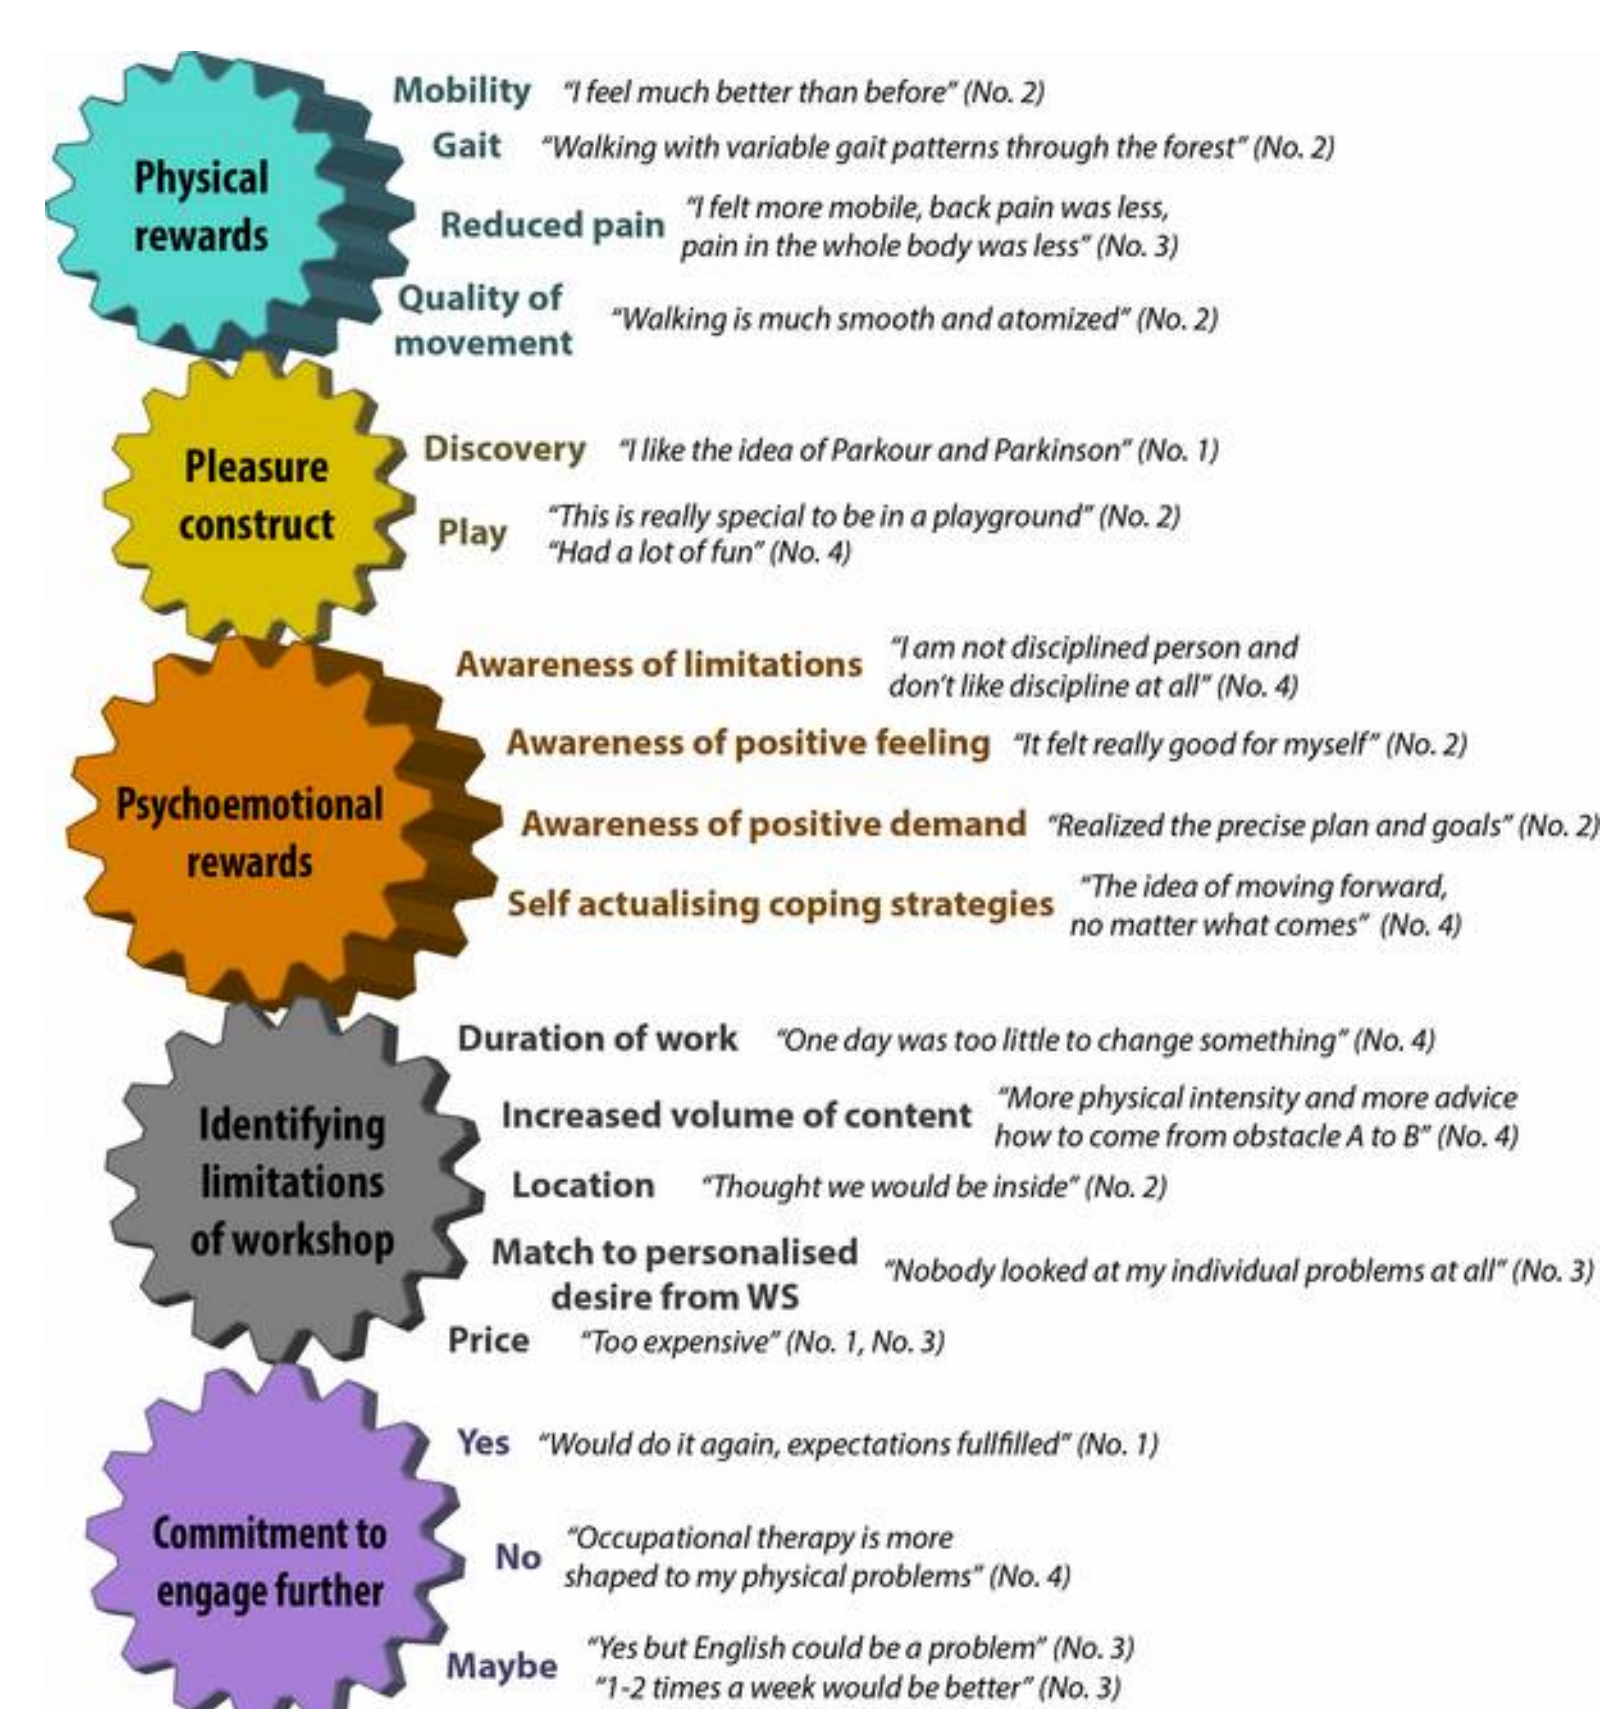 Physical
rewards
Mobility "I feel much better than before" (No. 2)
Gait "Walking with variable gait patterns through the forest" (No. 2)
Reduced pain "I felt more mobile, back pain was less,
pain in the whole body was less" (No. 3)
Quality of
movement "Walking is much smooth and atomized" (No. 2)
Pleasure
construct
Discovery "I like the idea of Parkour and Parkinson" (No. 1)
Play "This is really special to be in a playground" (No. 2)
"Had a lot of fun" (No. 4)
Psychoemotional
rewards
Awareness of limitations "I am not disciplined person and
don't like discipline at all" (No. 4)
Awareness of positive feeling "It felt really good for myself" (No. 2)
Awareness of positive demand "Realized the precise plan and goals" (No. 2)
Self actualising coping strategies "The idea of moving forward,
no matter what comes" (No. 4)
Identifying
limitations
of workshop
Duration of work "One day was too little to change something" (No. 4)
Increased volume of content "More physical intensity and more advice
how to come from obstacle A to B" (No. 4)
Location "Thought we would be inside" (No. 2)
Match to personalised
desire from WS "Nobody looked at my individual problems at all" (No. 3)
Price "Too expensive" (No. 1, No. 3)
Commitment to
engage further
Yes "Would do it again, expectations fullfilled" (No. 1)
No "Occupational therapy is more
shaped to my physical problems" (No. 4)
Maybe "Yes but English could be a problem" (No. 3)
"1-2 times a week would be better" (No. 3)